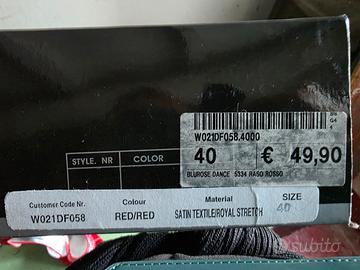 W021DF058.4000
40 € 49,90
BLUROSE DANCE 5334 RASO ROSSO
STYLE. NR COLOR
Customer Code Nr. Colour Material SIZE
W021DF058 RED/RED SATIN TEXTILE/ROYAL STRETCH 40
subito